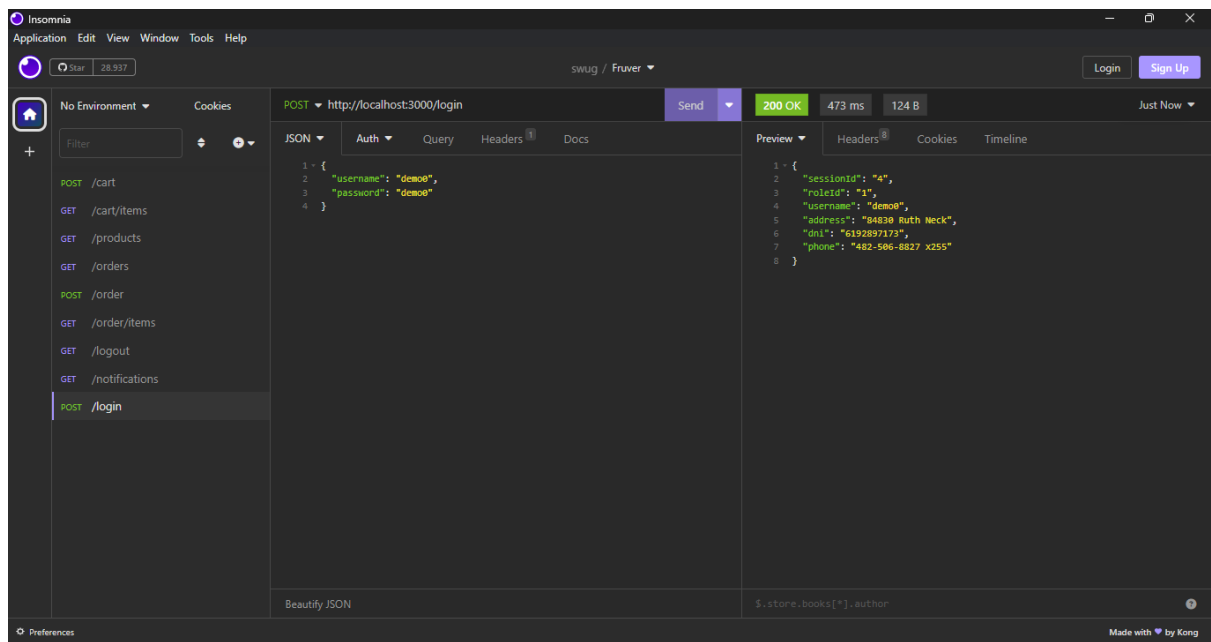 Insomnia
Application Edit View Window Tools Help
Star 28.937
swug / Fruver
Login Sign Up
No Environment Cookies
Filter
POST /cart
GET /cart/items
GET /products
GET /orders
POST /order
GET /order/items
GET /logout
GET /notifications
POST /login
POST http://localhost:3000/login Send
JSON Auth Query Headers 1 Docs
1 {
2 "username": "demo0",
3 "password": "demo0"
4 }
Beautify JSON
200 OK 473 ms 124 B Just Now
Preview Headers 8 Cookies Timeline
1 {
2 "sessionId": "4",
3 "roleId": "1",
4 "username": "demo0",
5 "address": "84830 Ruth Neck",
6 "dni": "6192897173",
7 "phone": "482-506-8827 x255"
8 }
$.store.books[*].author
Preferences
Made with by Kong